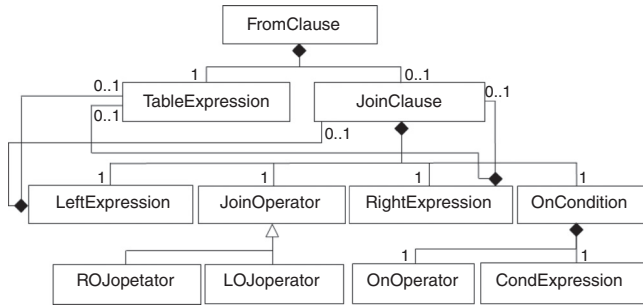 FromClause
1
0..1
0..1
TableExpression
JoinClause
0..1
0..1
0..1
1
1
1
1
LeftExpression
JoinOperator
RightExpression
OnCondition
ROJopetator
LOJoperator
1
OnOperator
1
CondExpression